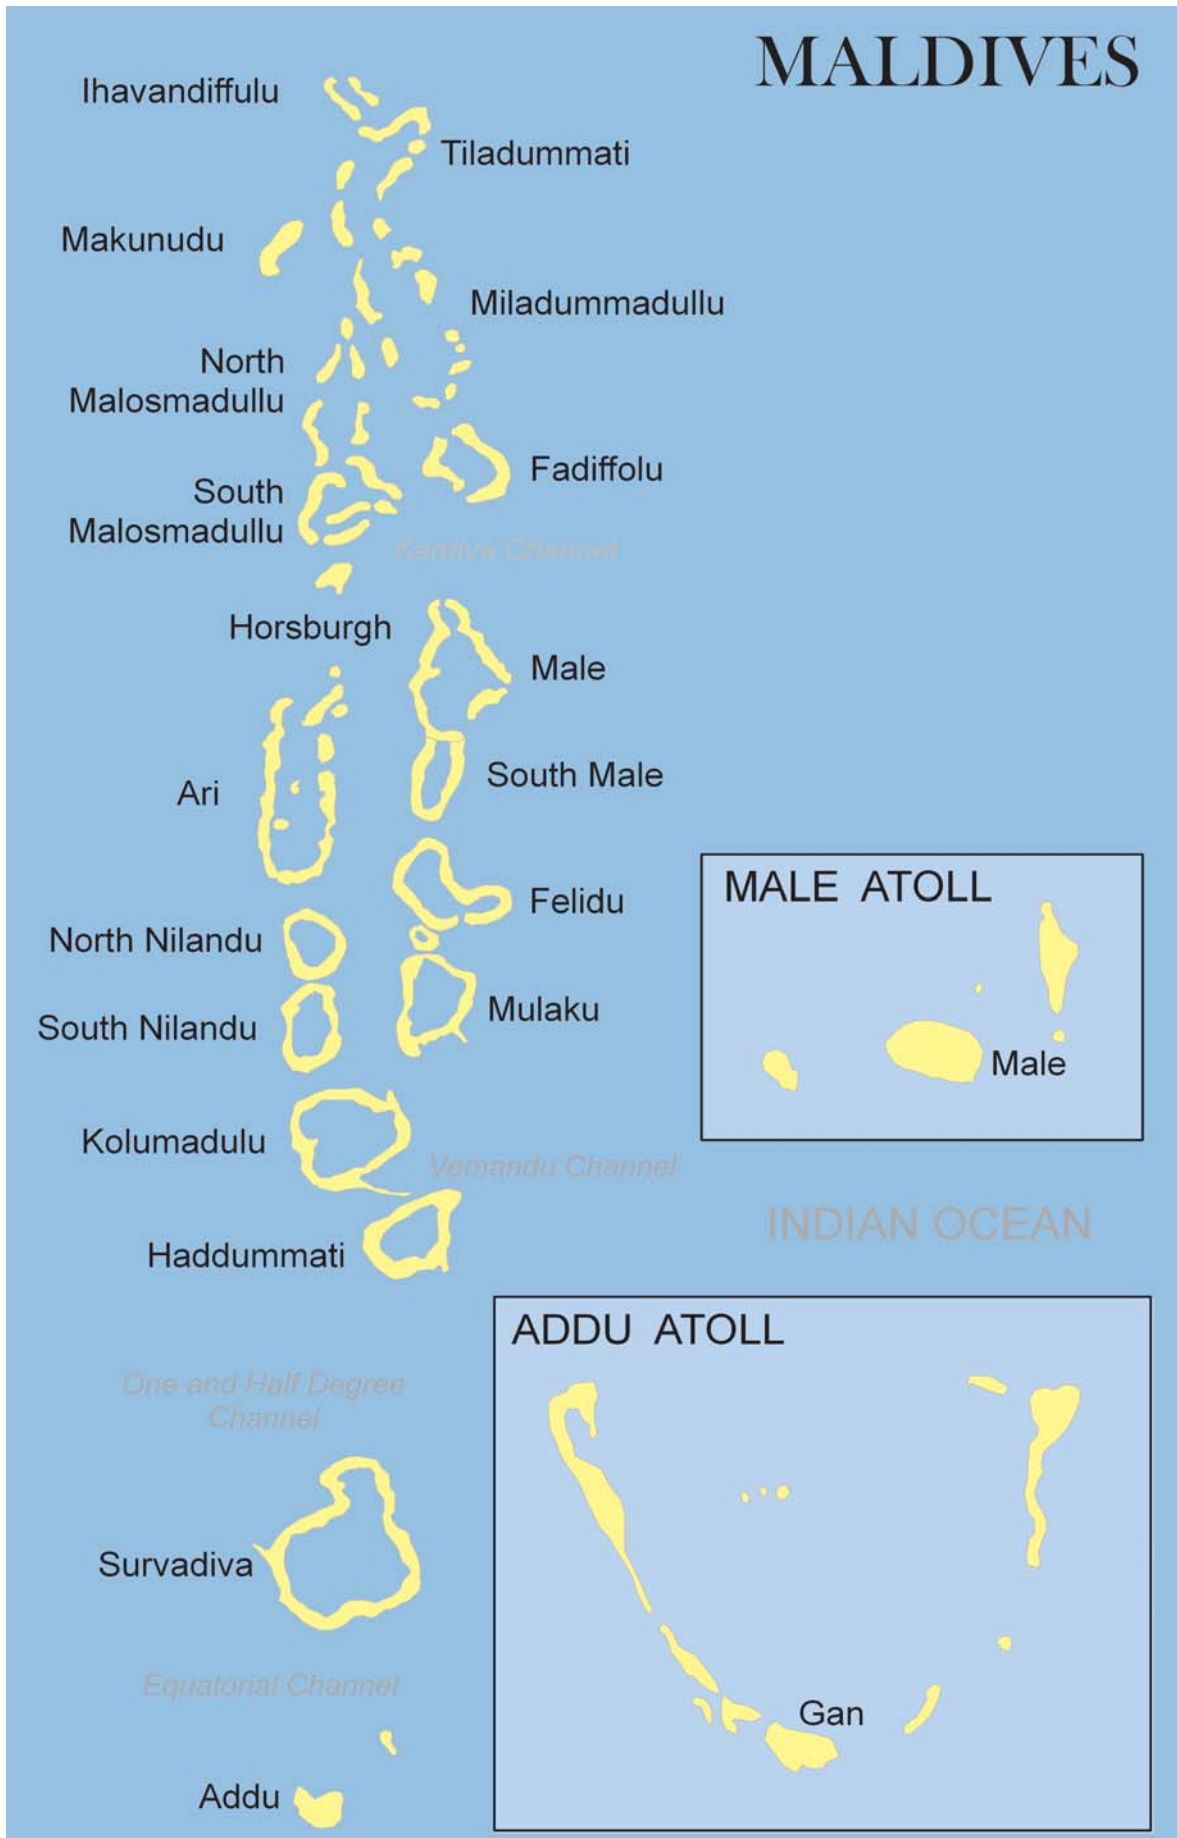 MALDIVES
Ihavandiffulu
Tiladummati
Makunudu
Miladummadullu
North
Malosmadullu
Fadiffolu
South
Malosmadullu
Kardiva Channel
Horsburgh
Male
South Male
Ari
MALE ATOLL
Felidu
North Nilandu
Mulaku
South Nilandu
Male
Kolumadulu
Vemandu Channel
INDIAN OCEAN
Haddummati
ADDU ATOLL
One and Half Degree
Channel
Survadiva
Equatorial Channel
Gan
Addu